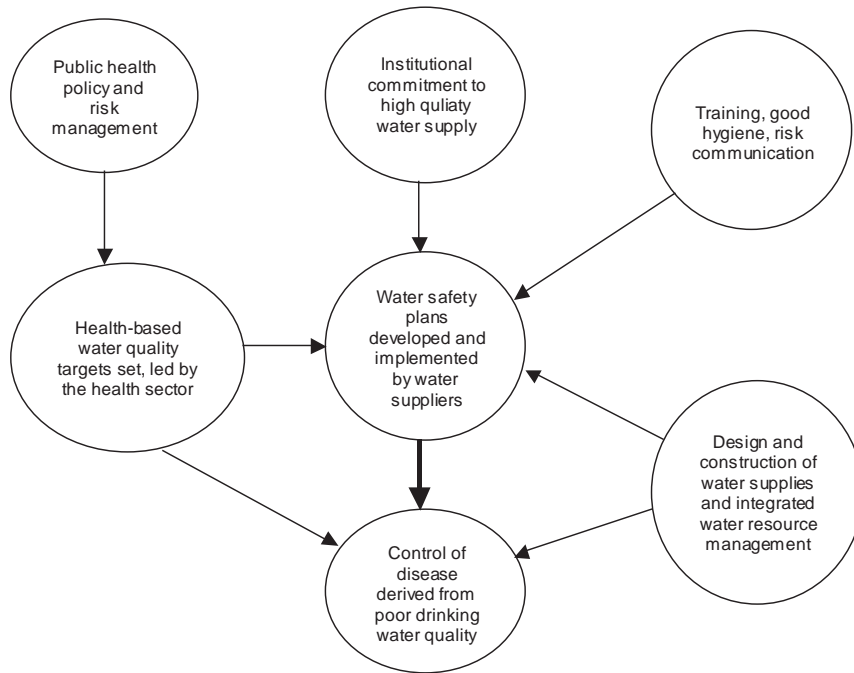 Public health
policy and
risk
management
Institutional
commitment to
high quliaty
water supply
Training, good
hygiene, risk
communication
Health-based
water quality
targets set, led by
the health sector
Water safety
plans
developed and
implemented
by water
suppliers
Design and
construction of
water supplies
and integrated
water resource
management
Control of
disease
derived from
poor drinking
water quality